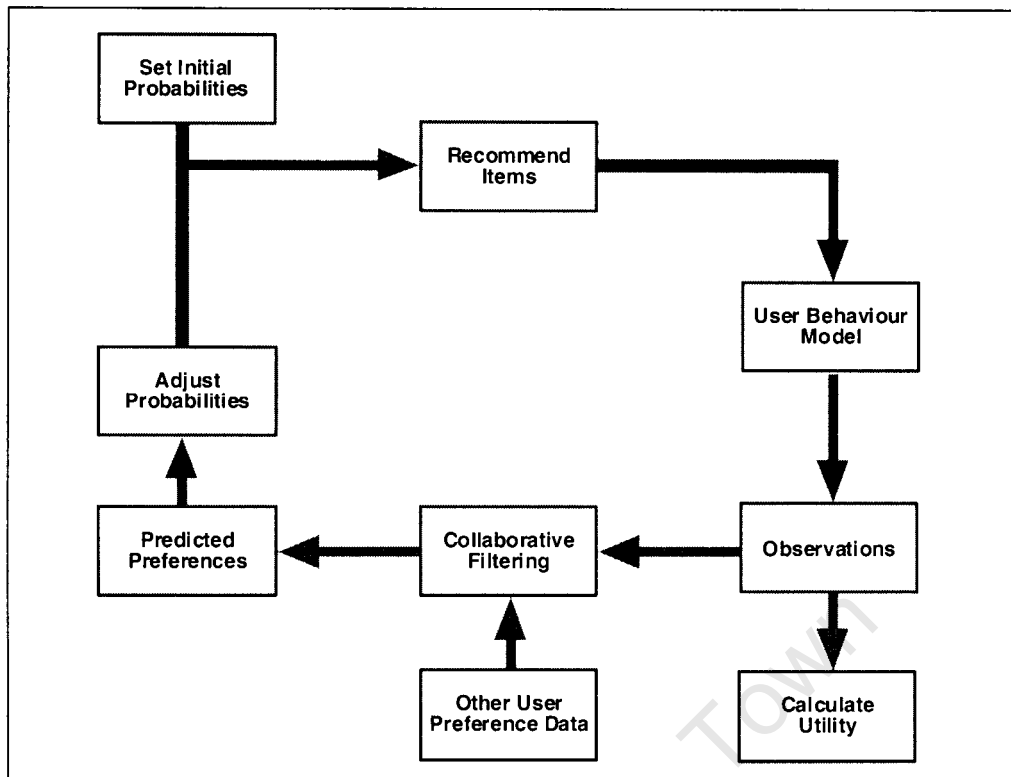 Set Initial
Probabilities
Recommend
Items
User Behaviour
Model
Adjust
Probabilities
Predicted
Preferences
Collaborative
Filtering
Observations
Other User
Preference Data
Calculate
Utility
Town